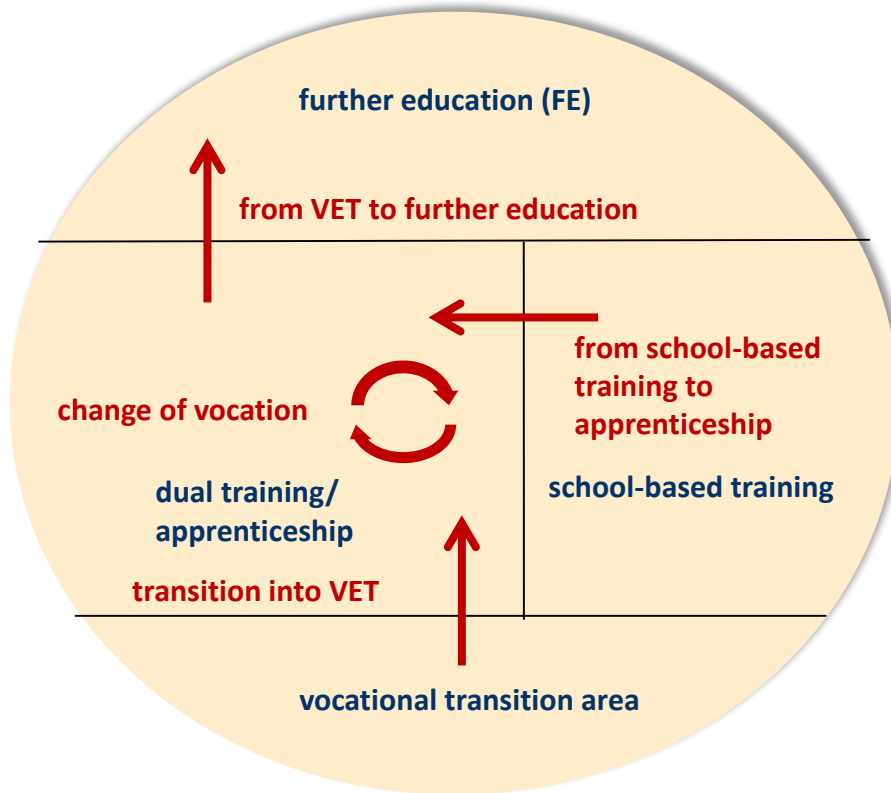 further education (FE)
from VET to further education
from school-based
training to
apprenticeship
change of vocation
dual training/
apprenticeship
school-based training
transition into VET
vocational transition area